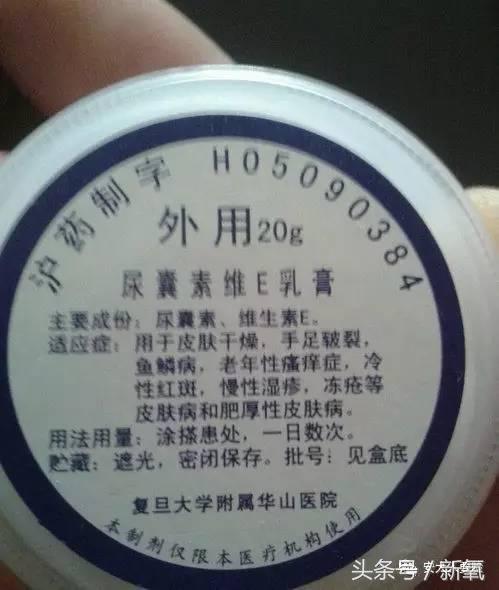 沪药制字 H05090384
外用20g
尿囊素维E乳膏
主要成份：尿囊素、维生素E。
适应症：用于皮肤干燥，手足皲裂，
鱼鳞病，老年性瘙痒症，冷
性红斑，慢性湿疹，冻疮等
皮肤病和肥厚性皮肤病。
用法用量：涂搽患处，一日数次。
贮藏：遮光，密闭保存。批号：见盒底
复旦大学附属华山医院
本制剂仅限本医疗机构使用
头条号/新氧